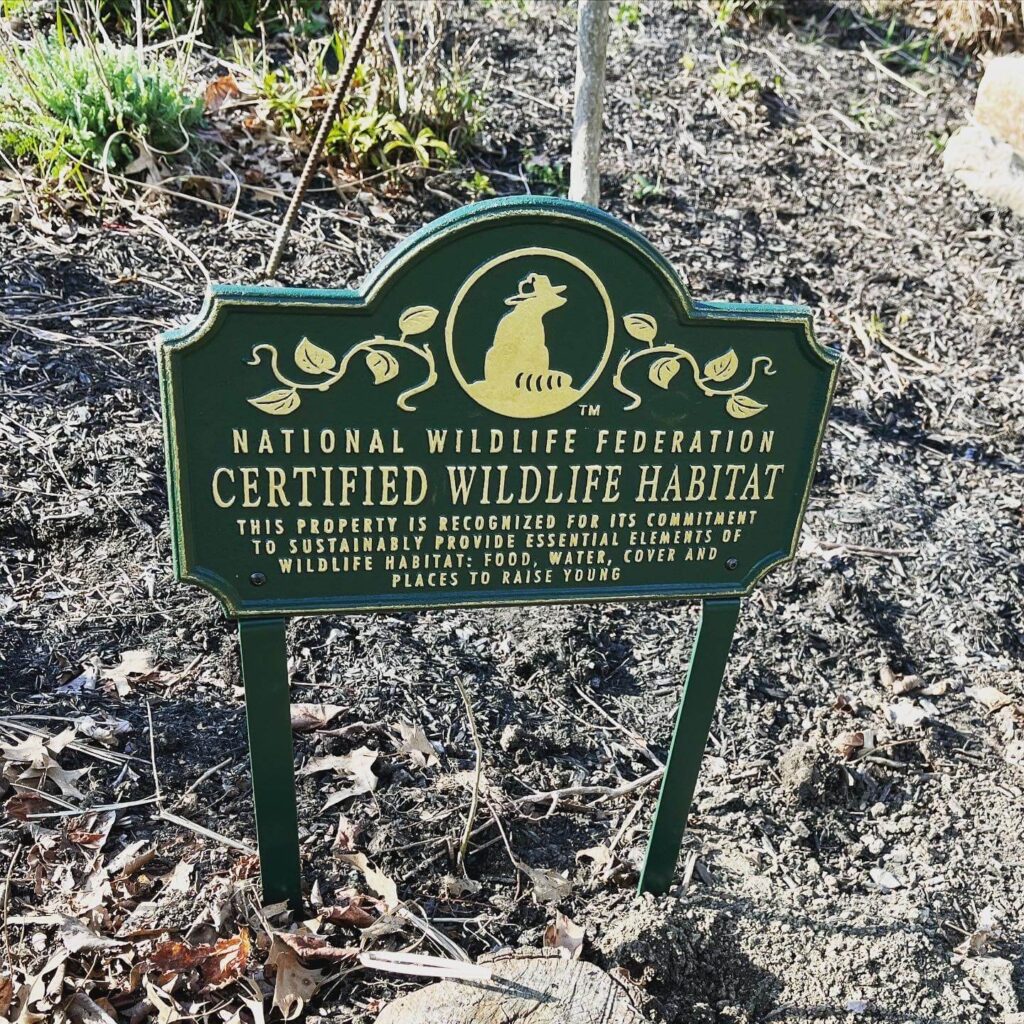 TM
NATIONAL WILDLIFE FEDERATION
CERTIFIED WILDLIFE HABITAT
THIS PROPERTY IS RECOGNIZED FOR ITS COMMITMENT
TO SUSTAINABLY PROVIDE ESSENTIAL ELEMENTS OF
WILDLIFE HABITAT: FOOD, WATER, COVER AND
PLACES TO RAISE YOUNG